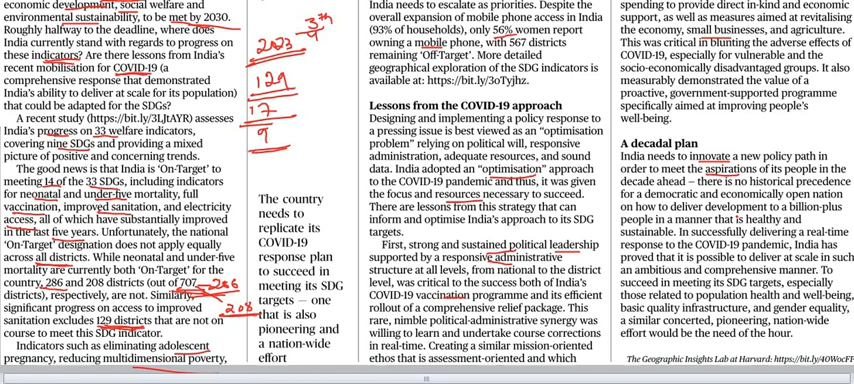 economic development, social welfare and
environmental sustainability, to be met by 2030.
Roughly halfway to the deadline, where does
India currently stand with regards to progress on
these indicators? Are there lessons from India's
recent mobilisation for COVID-19 (a
comprehensive response that demonstrated
India's ability to deliver at scale for its population)
that could be adapted for the SDGs?
A recent study (https://bit.ly/3LJtAYR) assesses
India's progress on 33 welfare indicators,
covering nine SDGs and providing a mixed
picture of positive and concerning trends.
The good news is that India is 'On-Target' to
meeting 14 of the 33 SDGs, including indicators
for neonatal and under-five mortality, full
vaccination, improved sanitation, and electricity
access, all of which have substantially improved
in the last five years. Unfortunately, the national
'On-Target' designation does not apply equally
across all districts. While neonatal and under-five
mortality are currently both 'On-Target' for the
country, 286 and 208 districts (out of 707
districts), respectively, are not. Similarly,
significant progress on access to improved
sanitation excludes 129 districts that are not on
course to meet this SDG indicator.
Indicators such as eliminating adolescent
pregnancy, reducing multidimensional poverty,
2023
3th
4
129
17
9
286
208
The country
needs to
replicate its
COVID-19
response plan
to succeed in
meeting its SDG
targets — one
that is also
pioneering and
a nation-wide
effort
India needs to escalate as priorities. Despite the
overall expansion of mobile phone access in India
(93% of households), only 56% women report
owning a mobile phone, with 567 districts
remaining 'Off-Target'. More detailed
geographical exploration of the SDG indicators is
available at: https://bit.ly/3oTyjhz.
Lessons from the COVID-19 approach
Designing and implementing a policy response to
a pressing issue is best viewed as an "optimisation
problem" relying on political will, responsive
administration, adequate resources, and sound
data. India adopted an "optimisation" approach
to the COVID-19 pandemic and thus, it was given
the focus and resources necessary to succeed.
There are lessons from this strategy that can
inform and optimise India's approach to its SDG
targets.
First, strong and sustained political leadership
supported by a responsive administrative
structure at all levels, from national to the district
level, was critical to the success both of India's
COVID-19 vaccination programme and its efficient
rollout of a comprehensive relief package. This
rare, nimble political-administrative synergy was
willing to learn and undertake course corrections
in real-time. Creating a similar mission-oriented
ethos that is assessment-oriented and which
spending to provide direct in-kind and economic
support, as well as measures aimed at revitalising
the economy, small businesses, and agriculture.
This was critical in blunting the adverse effects of
COVID-19, especially for vulnerable and the
socio-economically disadvantaged groups. It also
measurably demonstrated the value of a
proactive, government-supported programme
specifically aimed at improving people's
well-being.
A decadal plan
India needs to innovate a new policy path in
order to meet the aspirations of its people in the
decade ahead — there is no historical precedence
for a democratic and economically open nation
on how to deliver development to a billion-plus
people in a manner that is healthy and
sustainable. In successfully delivering a real-time
response to the COVID-19 pandemic, India has
proved that it is possible to deliver at scale in such
an ambitious and comprehensive manner. To
succeed in meeting its SDG targets, especially
those related to population health and well-being,
basic quality infrastructure, and gender equality,
a similar concerted, pioneering, nation-wide
effort would be the need of the hour.
The Geographic Insights Lab at Harvard: https://bit.ly/40WocFF